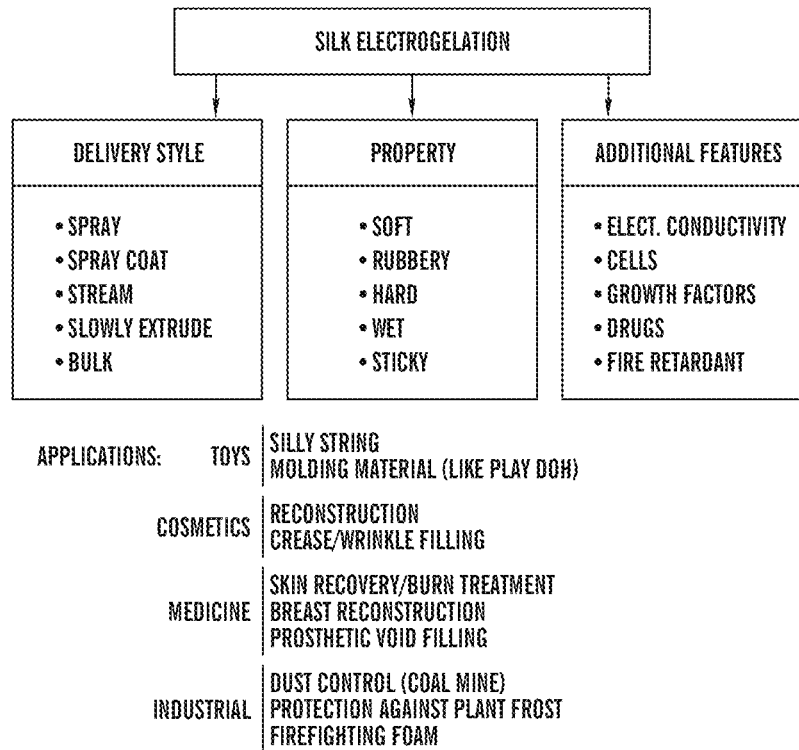 SILK ELECTROGELATION
DELIVERY STYLE
• SPRAY
• SPRAY COAT
• STREAM
• SLOWLY EXTRUDE
• BULK
PROPERTY
• SOFT
• RUBBERY
• HARD
• WET
• STICKY
ADDITIONAL FEATURES
• ELECT. CONDUCTIVITY
• CELLS
• GROWTH FACTORS
• DRUGS
• FIRE RETARDANT
APPLICATIONS: TOYS
SILLY STRING
MOLDING MATERIAL (LIKE PLAY DOH)
COSMETICS
RECONSTRUCTION
CREASE/WRINKLE FILLING
MEDICINE
SKIN RECOVERY/BURN TREATMENT
BREAST RECONSTRUCTION
PROSTHETIC VOID FILLING
INDUSTRIAL
DUST CONTROL (COAL MINE)
PROTECTION AGAINST PLANT FROST
FIREFIGHTING FOAM